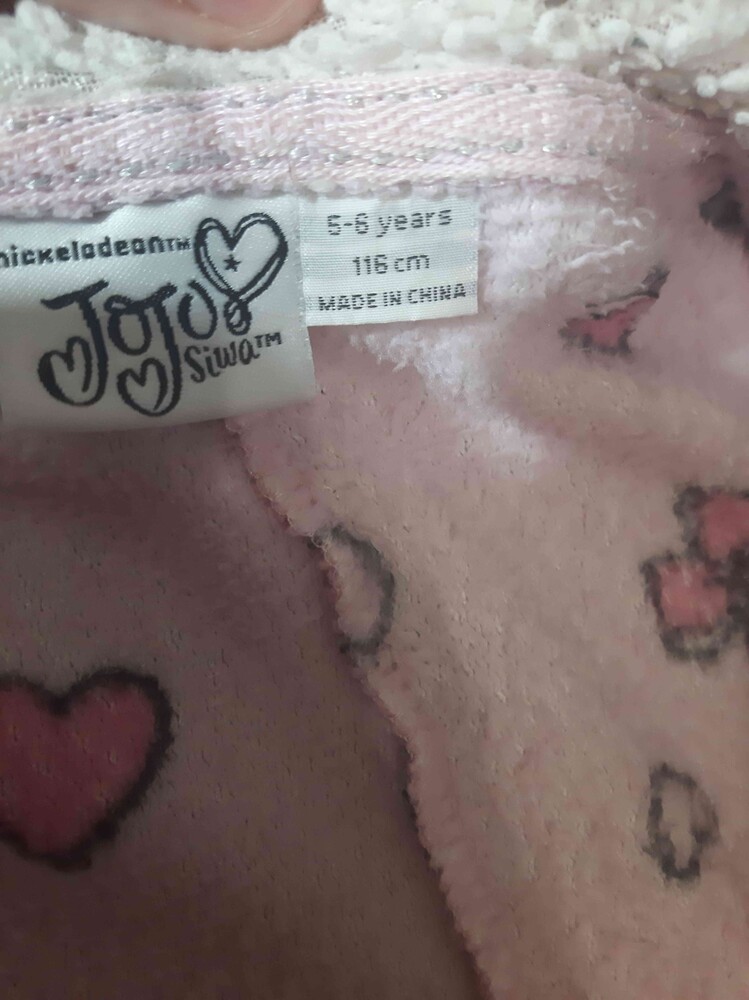 nickelodeon™
JoJo
Siwa™
5-6 years
116 cm
MADE IN CHINA